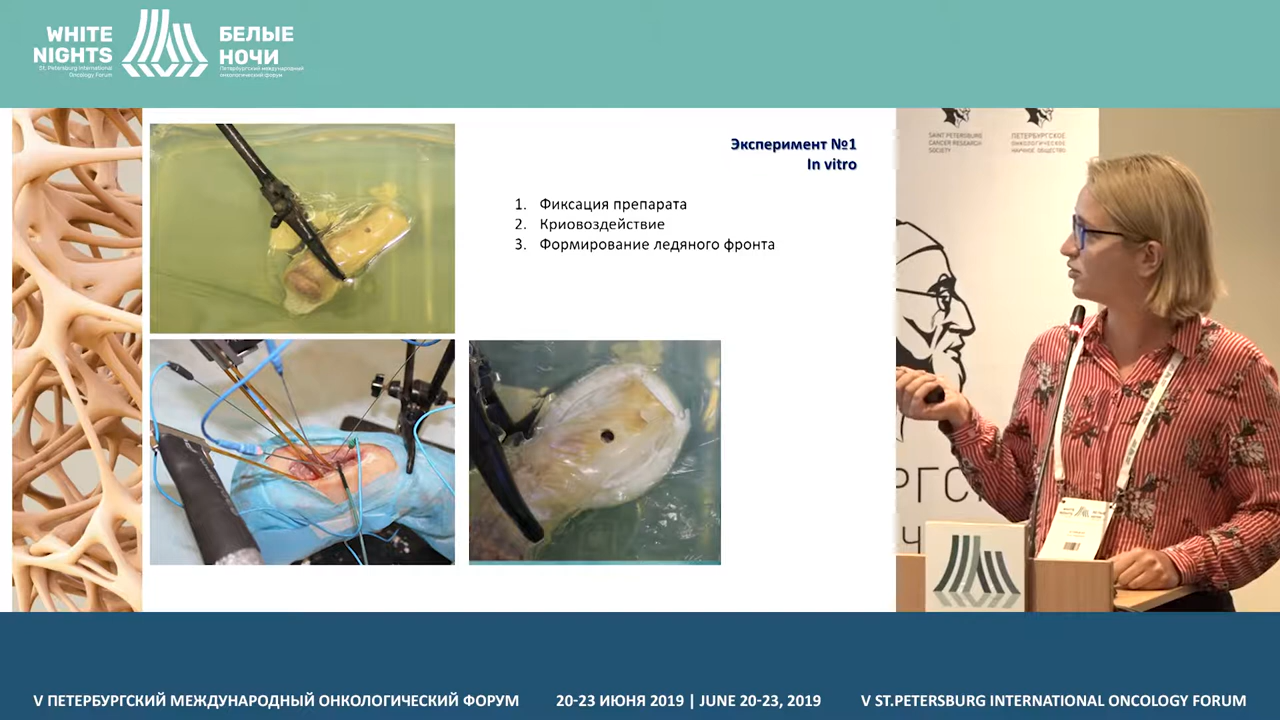 WHITE
NIGHTS
St. Petersburg International
Oncology Forum
БЕЛЫЕ
НОЧИ
Петербургский международный
онкологический форум
Эксперимент №1
In vitro
1. Фиксация препарата
2. Криовоздействие
3. Формирование ледяного фронта
SAINT PETERSBURG
CANCER RESEARCH
SOCIETY
ПЕТЕРБУРГСКОЕ
ОНКОЛОГИЧЕСКОЕ
НАУЧНОЕ ОБЩЕСТВО
V ПЕТЕРБУРГСКИЙ МЕЖДУНАРОДНЫЙ ОНКОЛОГИЧЕСКИЙ ФОРУМ
20-23 ИЮНЯ 2019 | JUNE 20-23, 2019
V ST.PETERSBURG INTERNATIONAL ONCOLOGY FORUM